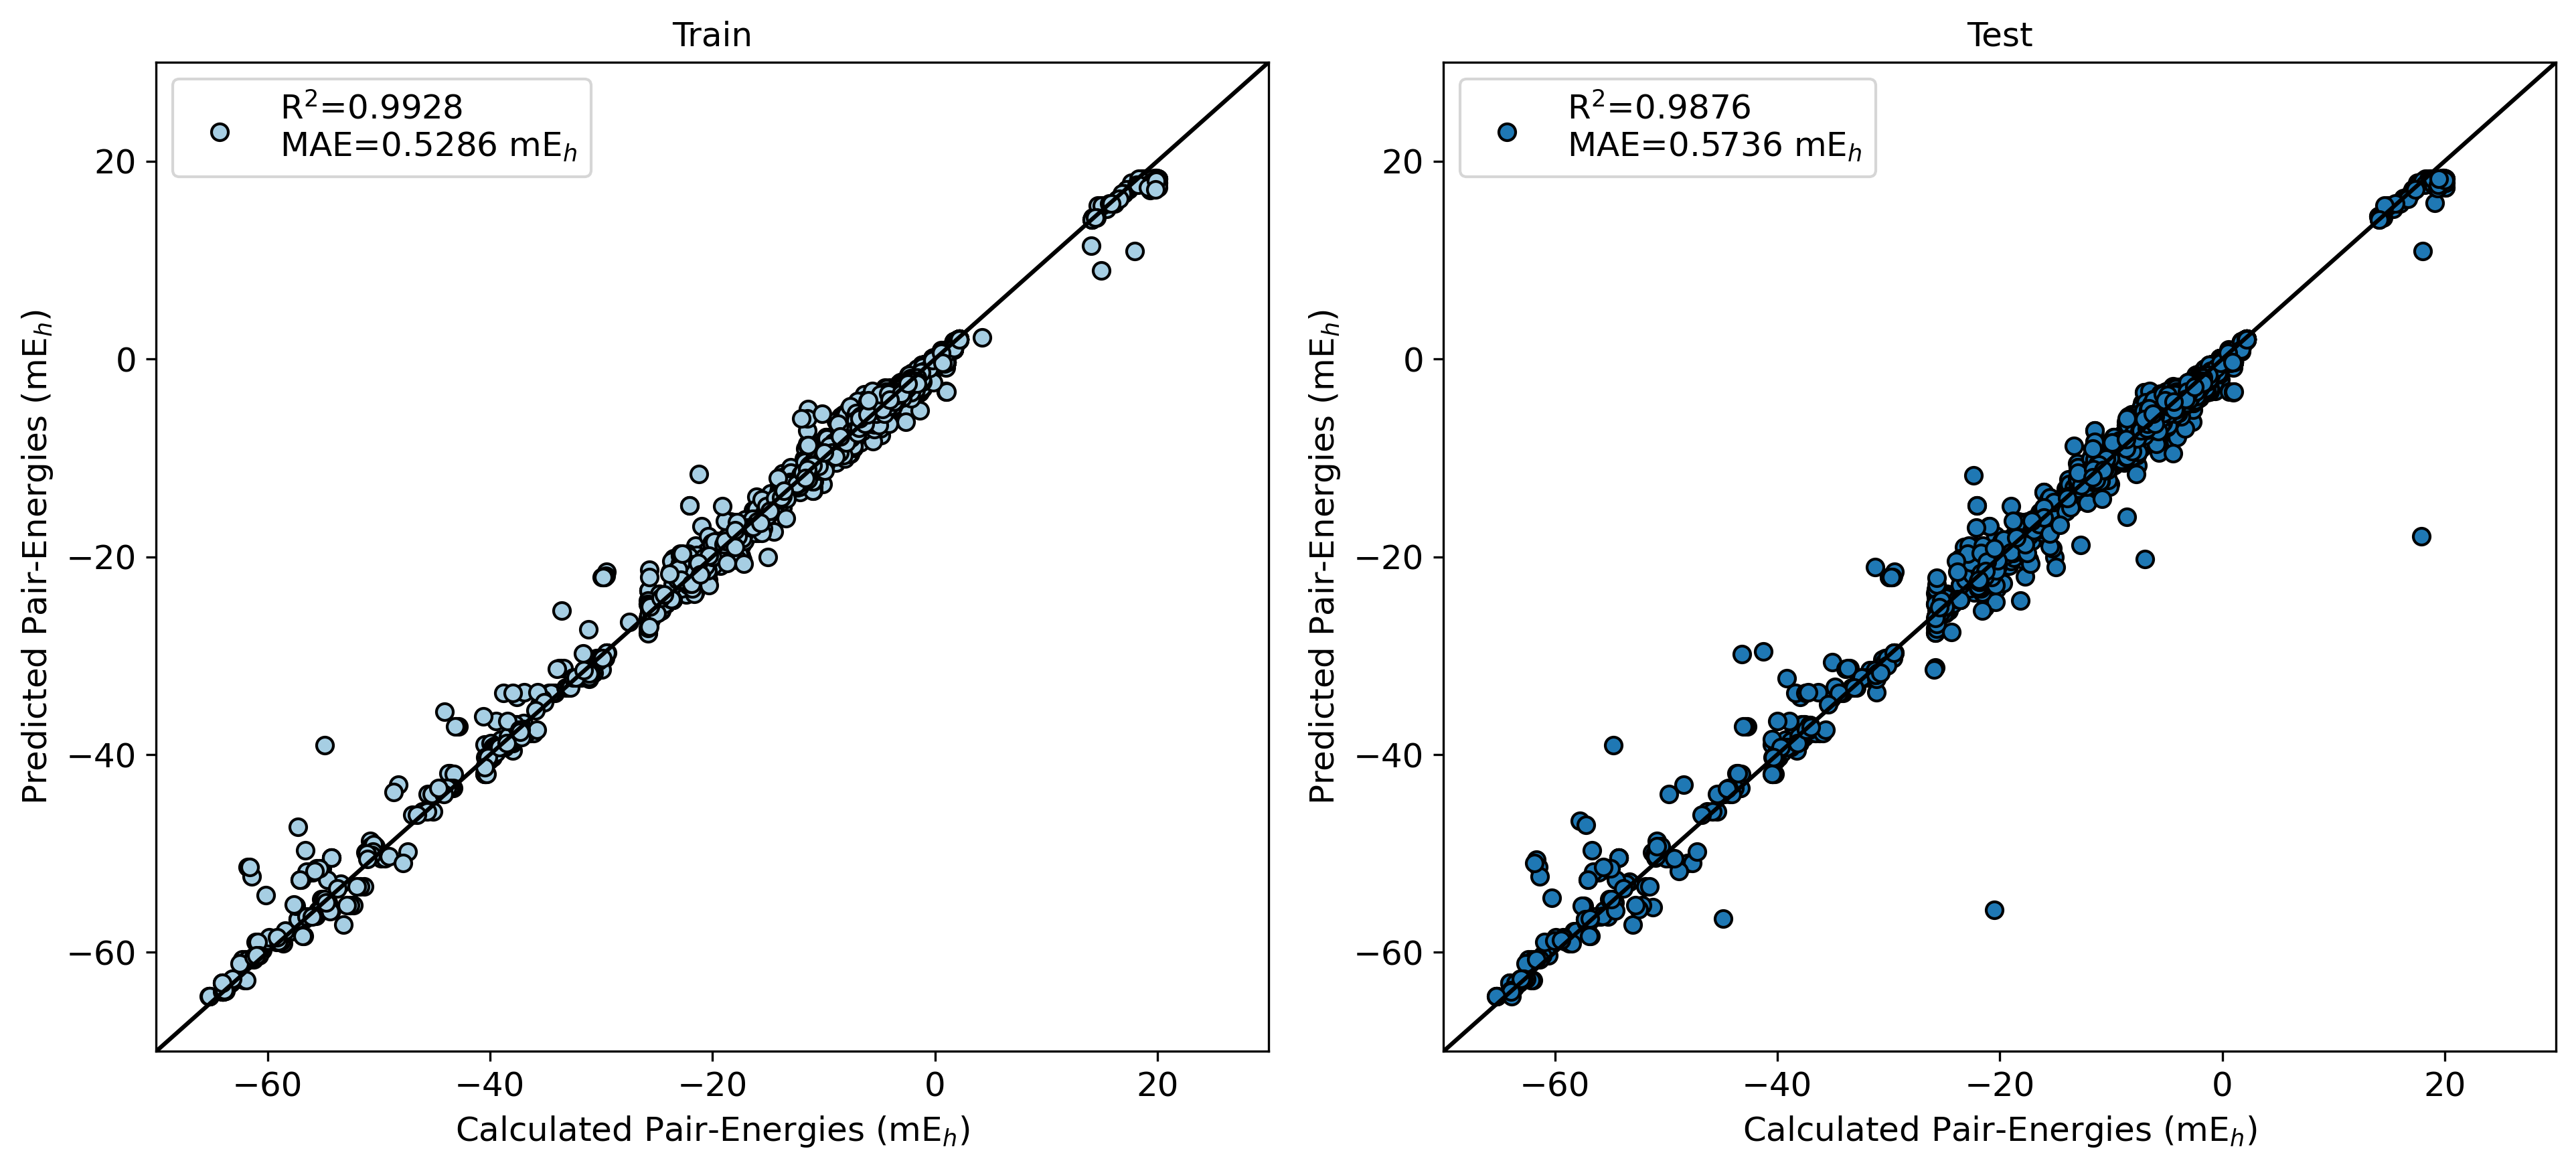 Train
R²=0.9928
MAE=0.5286 mEₕ
Predicted Pair-Energies (mEₕ)
20
0
−20
−40
−60
−60 −40 −20 0 20
Calculated Pair-Energies (mEₕ)
Test
R²=0.9876
MAE=0.5736 mEₕ
Predicted Pair-Energies (mEₕ)
20
0
−20
−40
−60
−60 −40 −20 0 20
Calculated Pair-Energies (mEₕ)